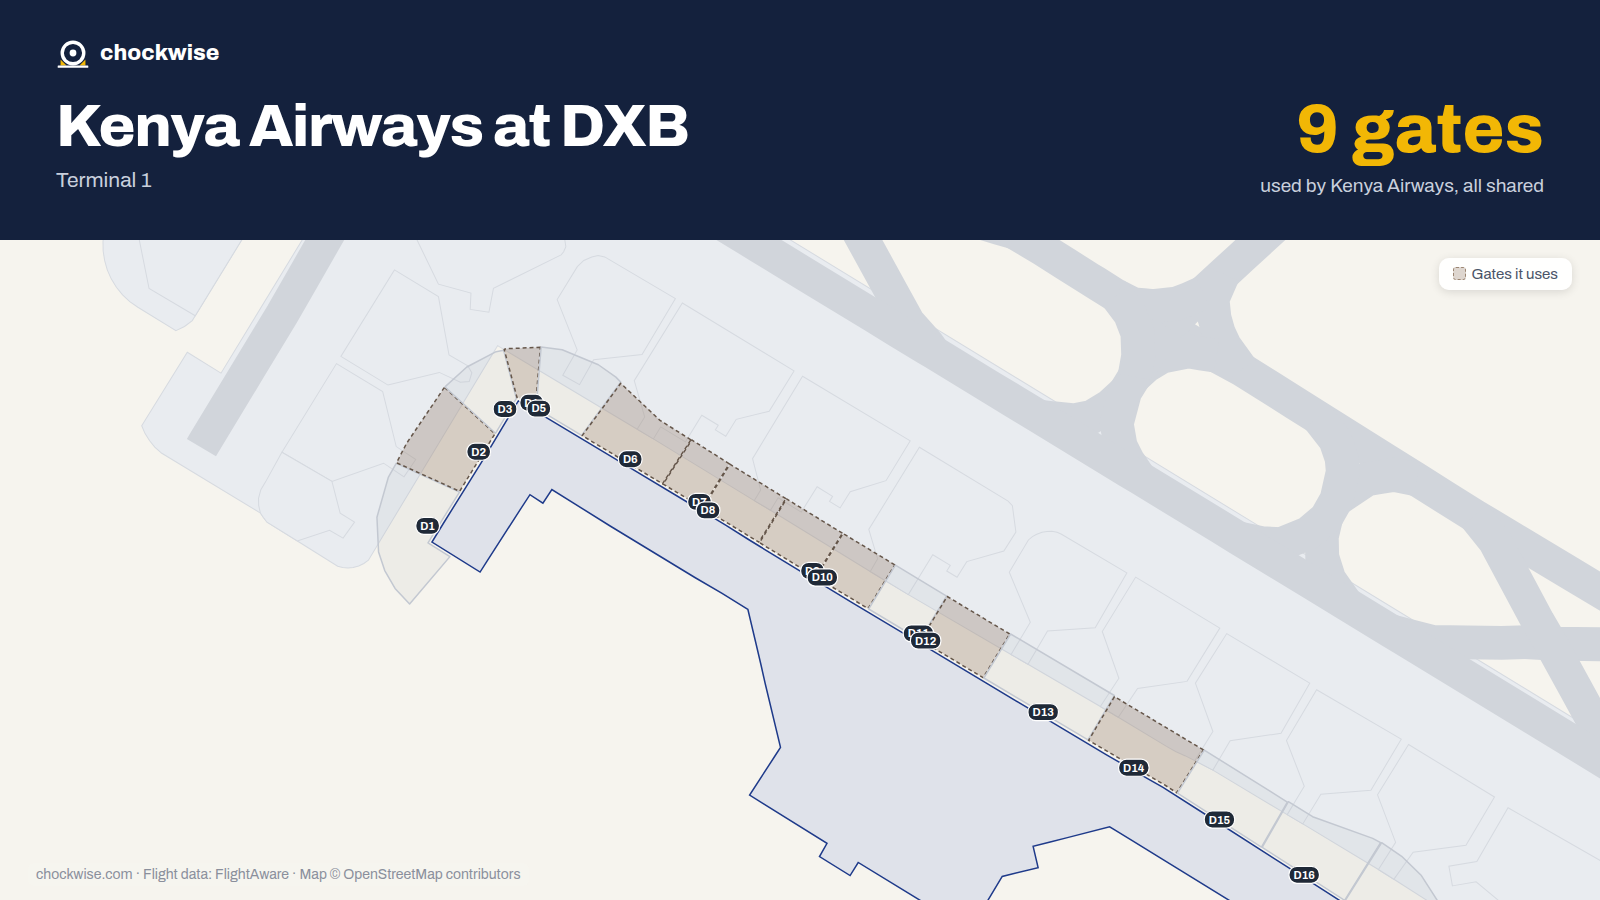 chockwise
Kenya Airways at DXB
Terminal 1
9 gates
used by Kenya Airways, all shared
Gates it uses
D3
D5
D2
D6
D1
D8
D10
D12
D13
D14
D15
D16
chockwise.com · Flight data: FlightAware · Map © OpenStreetMap contributors